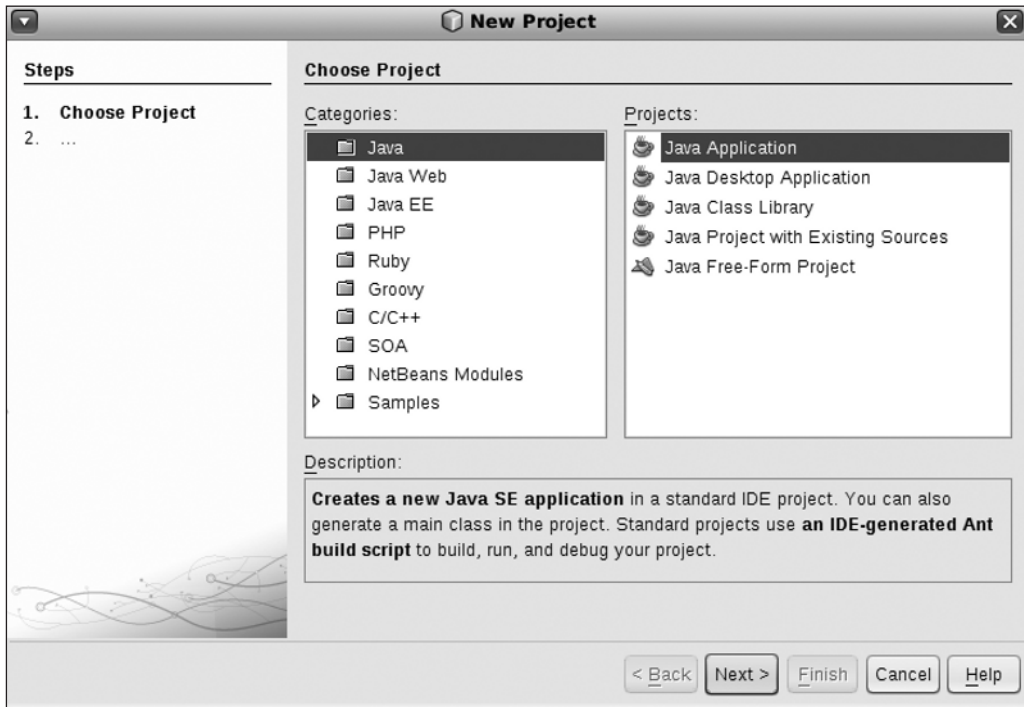 New Project
Steps
1. Choose Project
2. ...
Choose Project
Categories:
Java
Java Web
Java EE
PHP
Ruby
Groovy
C/C++
SOA
NetBeans Modules
Samples
Projects:
Java Application
Java Desktop Application
Java Class Library
Java Project with Existing Sources
Java Free-Form Project
Description:
Creates a new Java SE application in a standard IDE project. You can also
generate a main class in the project. Standard projects use an IDE-generated Ant
build script to build, run, and debug your project.
< Back Next > Finish Cancel Help